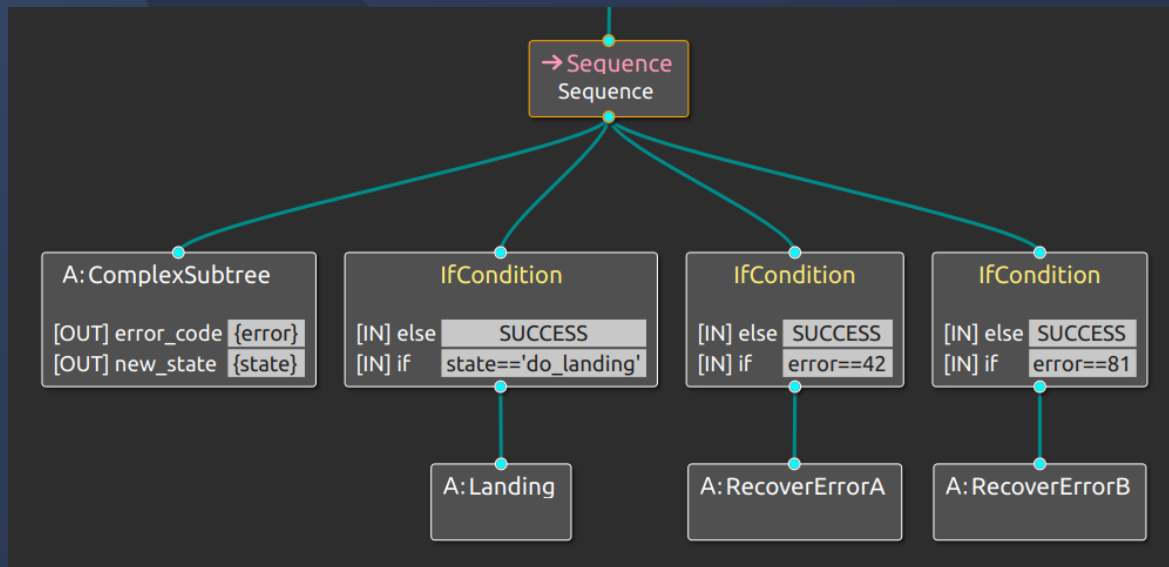 → Sequence
Sequence
A: ComplexSubtree
[OUT] error_code {error}
[OUT] new_state {state}
IfCondition
[IN] else SUCCESS
[IN] if state=='do_landing'
IfCondition
[IN] else SUCCESS
[IN] if error==42
IfCondition
[IN] else SUCCESS
[IN] if error==81
A: Landing
A: RecoverErrorA
A: RecoverErrorB